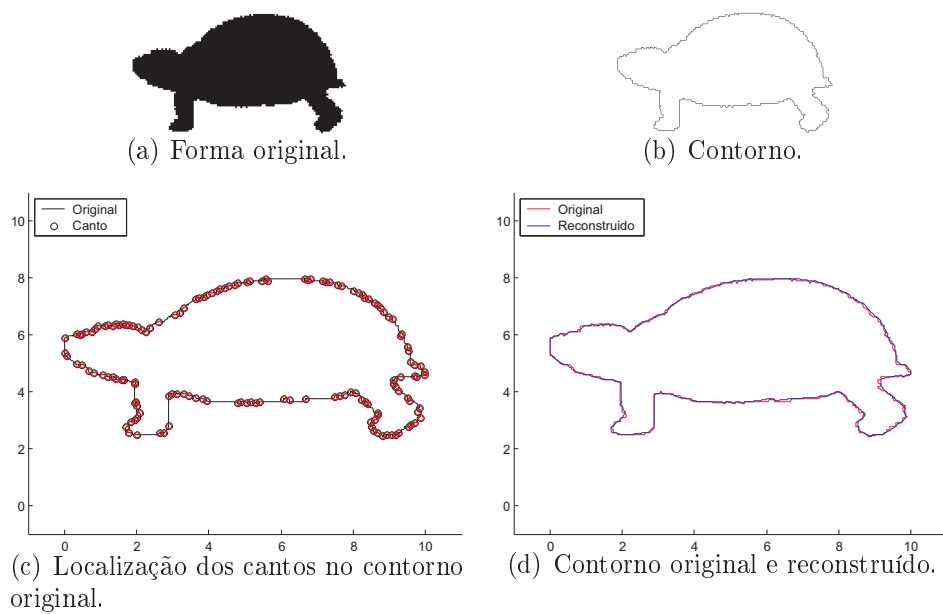 (a) Forma original.
(b) Contorno.
Original
Canto
10
8
6
4
2
0
0 2 4 6 8 10
(c) Localização dos cantos no contorno
original.
Original
Reconstruido
10
8
6
4
2
0
0 2 4 6 8 10
(d) Contorno original e reconstruído.